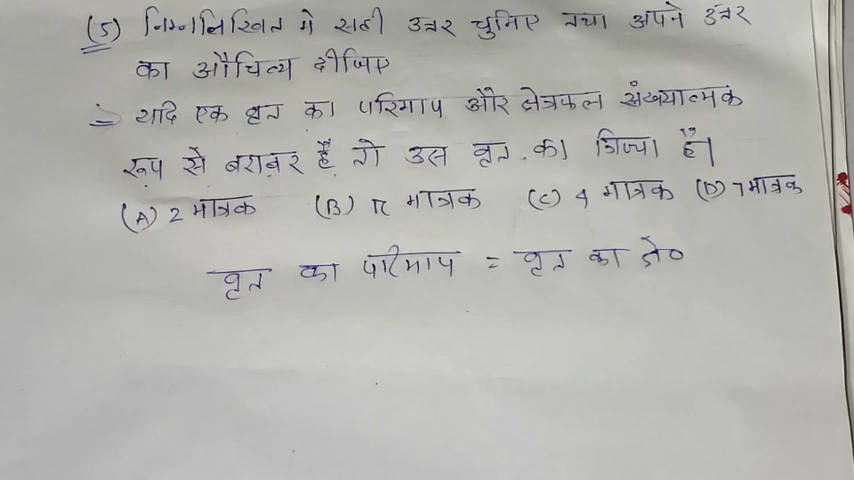 (5) निम्नलिखित मे सही उत्तर चुनिए तथा अपने उत्तर
का औचित्य दीजिए
= यदि एक वृत का परिमाप और क्षेत्रफल संख्यात्मक
रूप से बराबर है तो उस वृत का त्रिज्या है।
(A) 2 मात्रक (B) π मात्रक (C) 4 मात्रक (D) 7 मात्रक
वृत का परिमाप = वृत का क्षे०